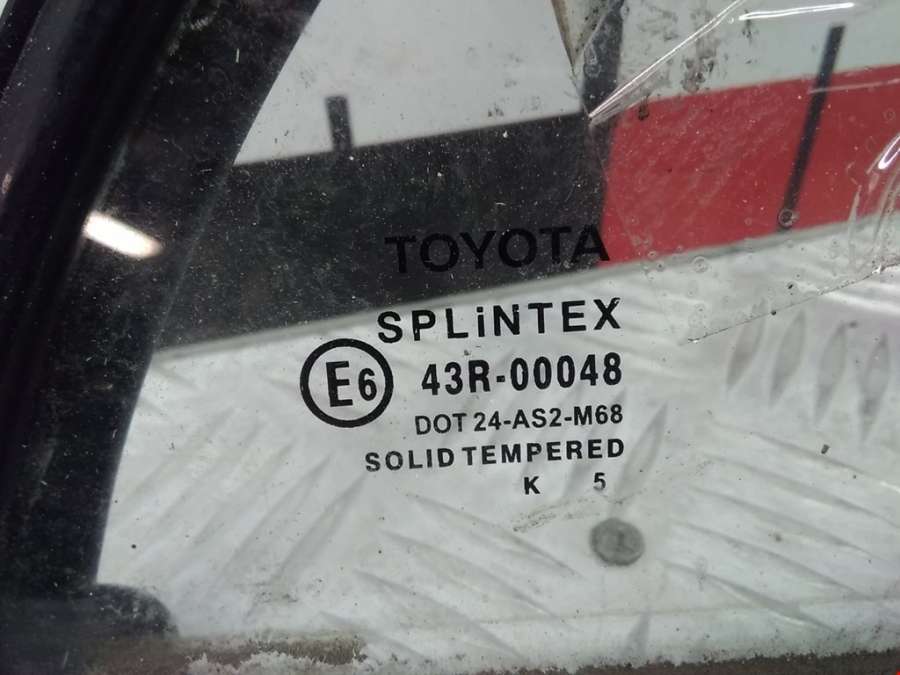 TOYOTA
SPLiNTEX
E6 43R-00048
DOT 24-AS2-M68
SOLID TEMPERED
K 5